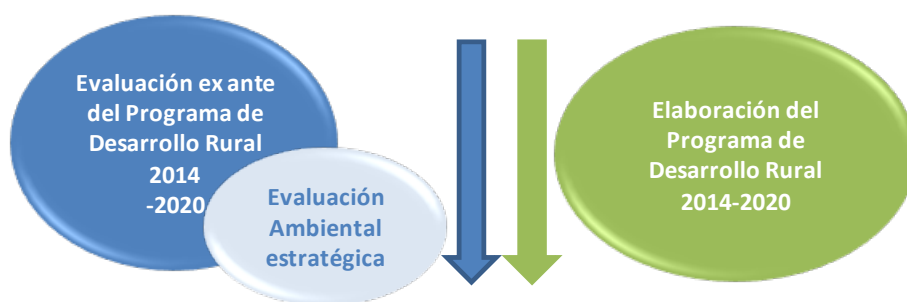 Evaluación ex ante
del Programa de
Desarrollo Rural
2014
-2020
Evaluación
Ambiental
estratégica
Elaboración del
Programa de
Desarrollo Rural
2014-2020